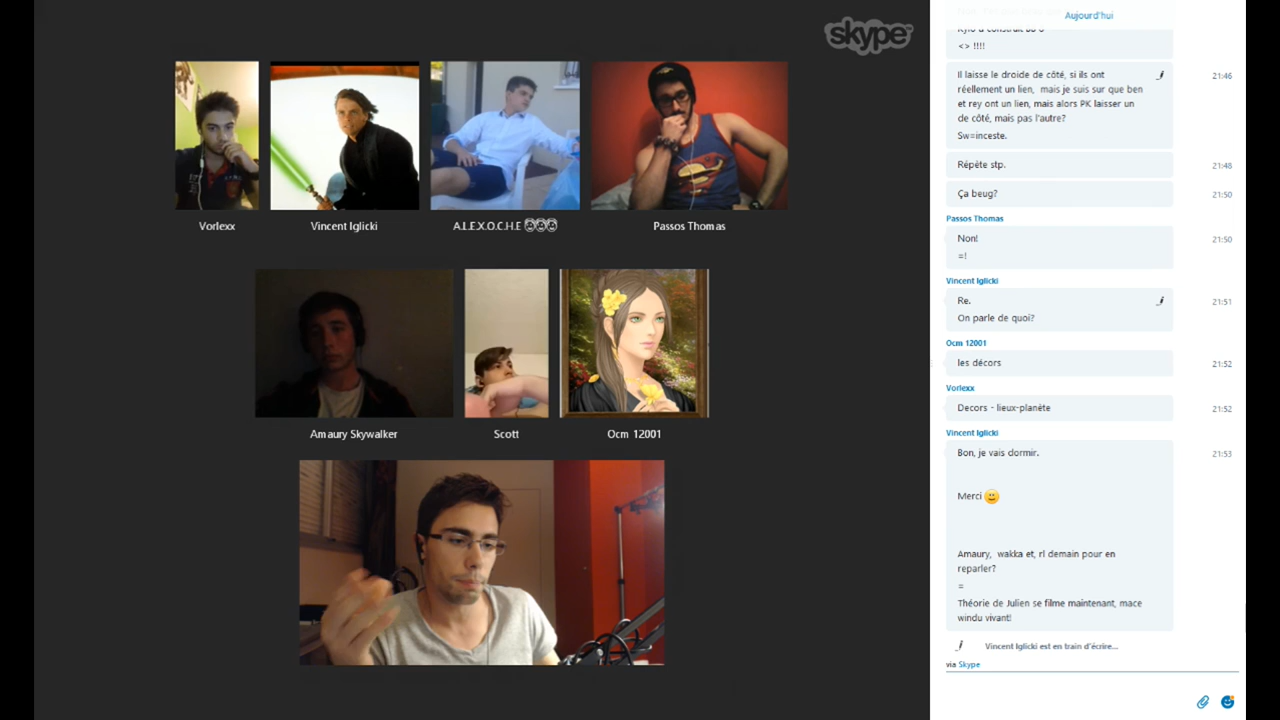 skype™
Vorlexx
Vincent Iglicki
A.L.E.X.O.C.H.E
Passos Thomas
Amaury Skywalker
Scott
Ocm 12001
Aujourd'hui
<> !!!!
Il laisse le droide de côté, si ils ont
21:46
réellement un lien, mais je suis sur que ben
et rey ont un lien, mais alors PK laisser un
de côté, mais pas l'autre?
Sw=inceste.
Répète stp.
21:48
Ça beug?
21:50
Passos Thomas
Non!
21:50
=!
Vincent Iglicki
Re.
21:51
On parle de quoi?
Ocm 12001
les décors
21:52
Vorlexx
Decors - lieux-planète
21:52
Vincent Iglicki
Bon, je vais dormir.
21:53
Merci
Amaury, wakka et, rl demain pour en
reparler?
=
Théorie de Julien se filme maintenant, mace
windu vivant!
Vincent Iglicki est en train d'écrire...
via Skype